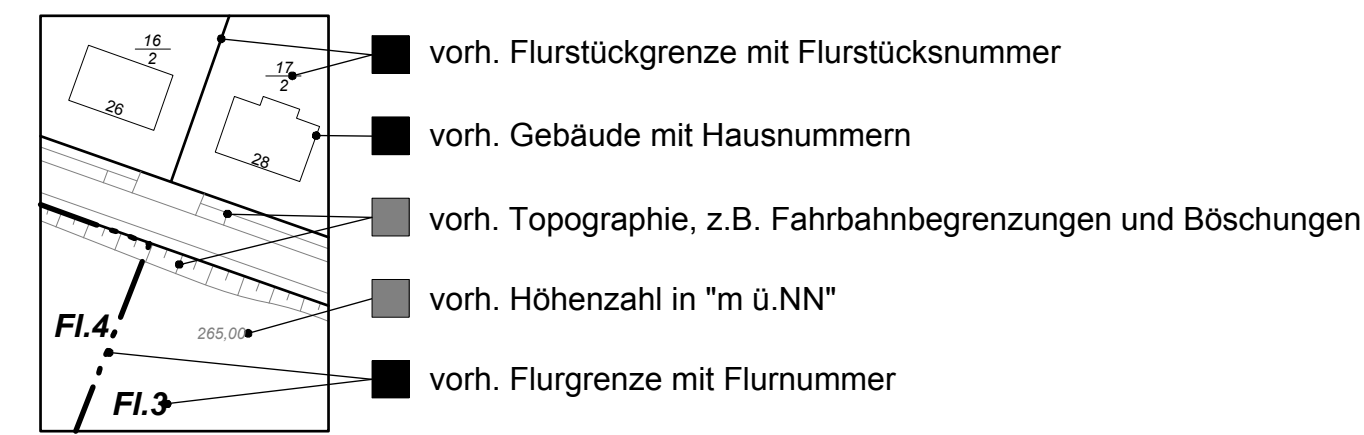 16
2
17
2
26
28
Fl.4
265,00
Fl.3
vorh. Flurstückgrenze mit Flurstücksnummer
vorh. Gebäude mit Hausnummern
vorh. Topographie, z.B. Fahrbahnbegrenzungen und Böschungen
vorh. Höhenzahl in "m ü.NN"
vorh. Flurgrenze mit Flurnummer